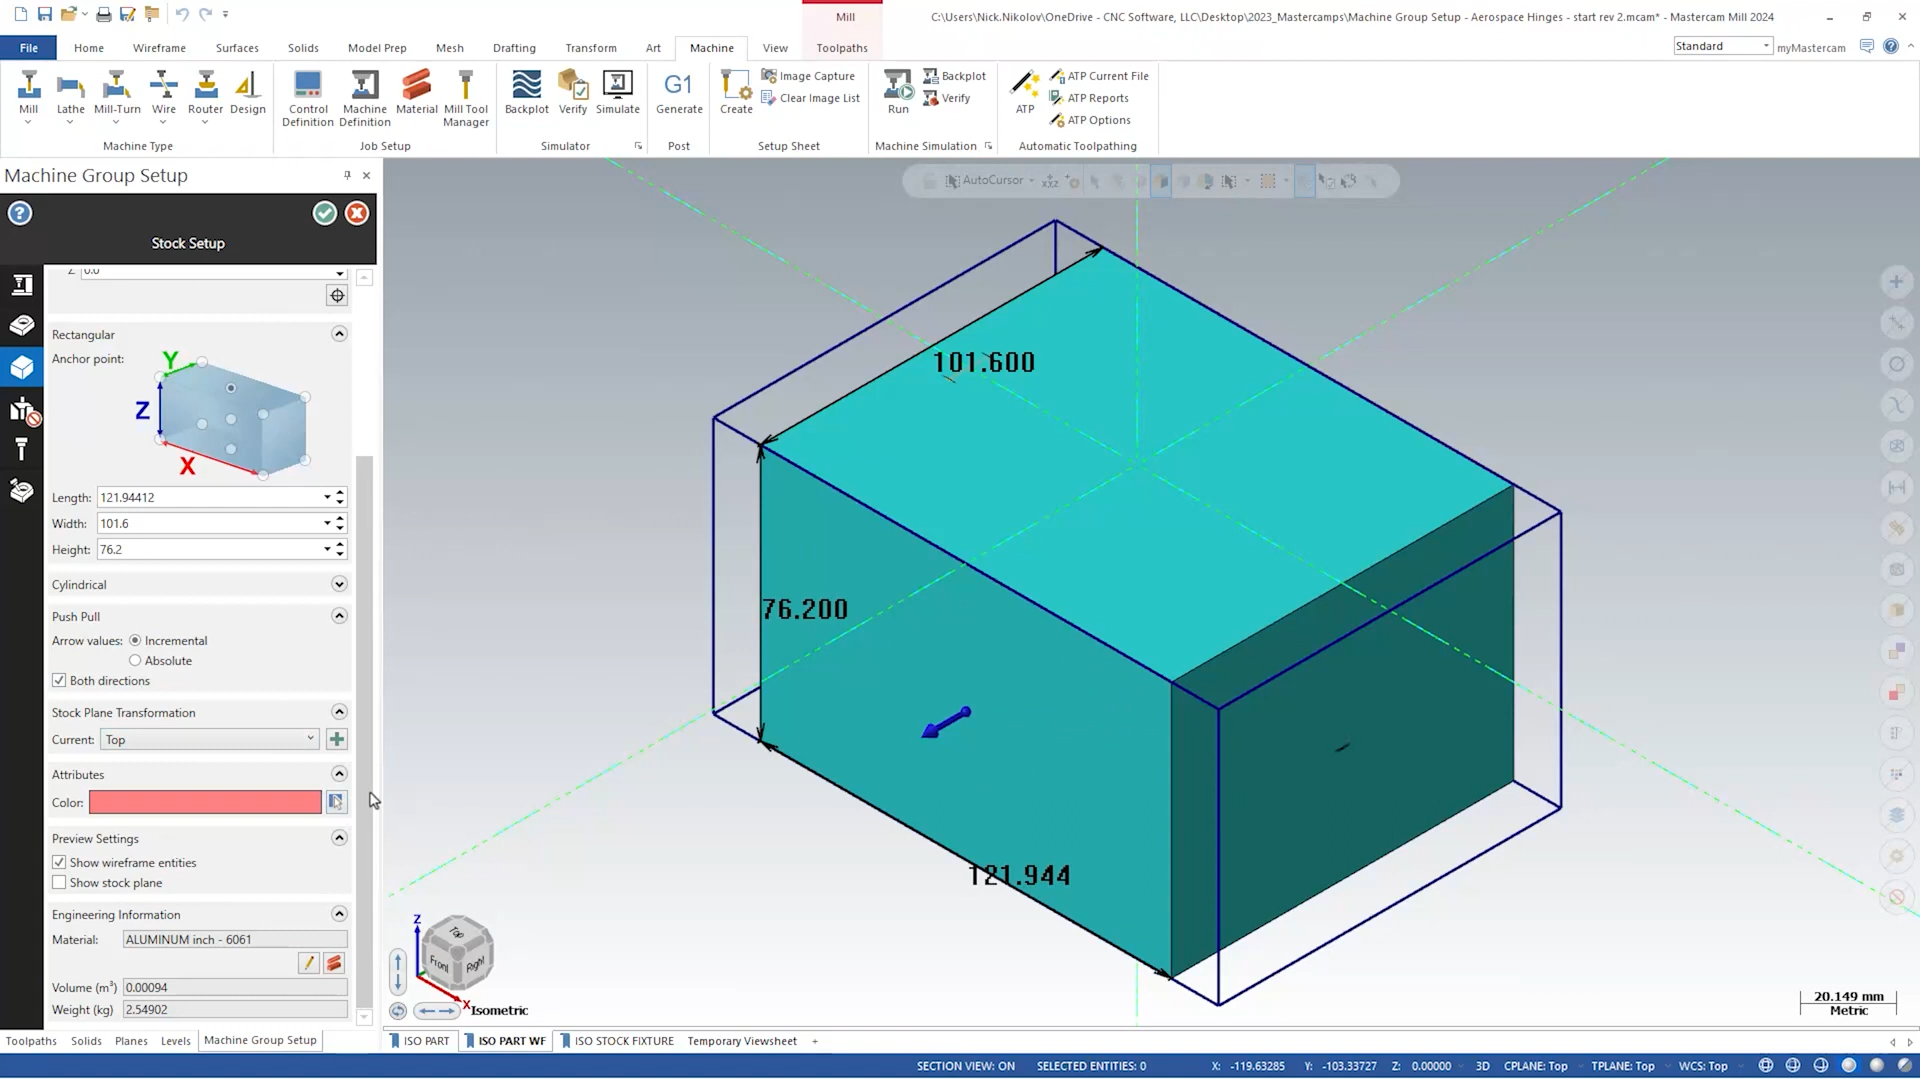 Mill
C:\Users\Nick.Nikolov\OneDrive - CNC Software, LLC\Desktop\2023_Mastercamps\Machine Group Setup - Aerospace Hinges - start rev 2.mcam* - Mastercam Mill 2024
File
Home
Wireframe
Surfaces
Solids
Model Prep
Mesh
Drafting
Transform
Art
Machine
View
Toolpaths
Standard
myMastercam
Mill
Lathe
Mill-Turn
Wire
Router
Design
Control Definition
Machine Definition
Material
Mill Tool Manager
Backplot
Verify
Simulate
G1
Generate
Create
Image Capture
Clear Image List
Run
Backplot
Verify
ATP
ATP Current File
ATP Reports
ATP Options
Machine Type
Job Setup
Simulator
Post
Setup Sheet
Machine Simulation
Automatic Toolpathing
Machine Group Setup
Stock Setup
Z 0.0
Rectangular
Anchor point:
Y
Z
X
Length: 121.94412
Width: 101.6
Height: 76.2
Cylindrical
Push Pull
Arrow values: Incremental
Absolute
Both directions
Stock Plane Transformation
Current: Top
Attributes
Color:
Preview Settings
Show wireframe entities
Show stock plane
Engineering Information
Material: ALUMINUM inch - 6061
Volume (m³) 0.00094
Weight (kg) 2.54902
Toolpaths
Solids
Planes
Levels
Machine Group Setup
AutoCursor
101.600
76.200
121.944
Z
Top
Front
Right
X
Isometric
20.149 mm
Metric
ISO PART
ISO PART WF
ISO STOCK FIXTURE
Temporary Viewsheet
+
SECTION VIEW: ON
SELECTED ENTITIES: 0
X: -119.63285
Y: -103.33727
Z: 0.00000
3D
CPLANE: Top
TPLANE: Top
WCS: Top